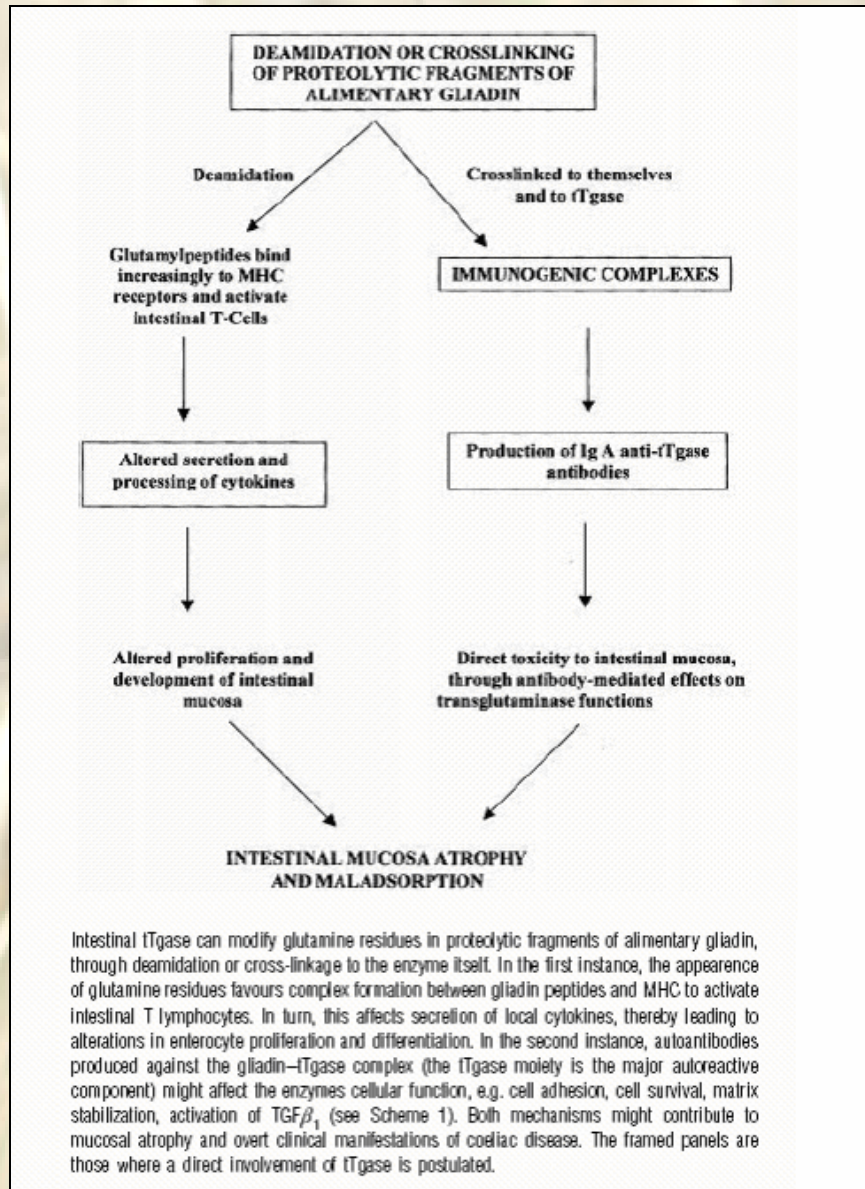 DEAMIDATION OR CROSSLINKING
OF PROTEOLYTIC FRAGMENTS OF
ALIMENTARY GLIADIN
Deamidation
Crosslinked to themselves
and to tTgase
Glutamylpeptides bind
increasingly to MHC
receptors and activate
intestinal T-Cells
IMMUNOGENIC COMPLEXES
Altered secretion and
processing of cytokines
Production of Ig A anti-tTgase
antibodies
Altered proliferation and
development of intestinal
mucosa
Direct toxicity to intestinal mucosa,
through antibody-mediated effects on
transglutaminase functions
INTESTINAL MUCOSA ATROPHY
AND MALADSORPTION
Intestinal tTgase can modify glutamine residues in proteolytic fragments of alimentary gliadin,
through deamidation or cross-linkage to the enzyme itself. In the first instance, the appearence
of glutamine residues favours complex formation between gliadin peptides and MHC to activate
intestinal T lymphocytes. In turn, this affects secretion of local cytokines, thereby leading to
alterations in enterocyte proliferation and differentiation. In the second instance, autoantibodies
produced against the gliadin–tTgase complex (the tTgase moiety is the major autoreactive
component) might affect the enzymes cellular function, e.g. cell adhesion, cell survival, matrix
stabilization, activation of TGFβ₁ (see Scheme 1). Both mechanisms might contribute to
mucosal atrophy and overt clinical manifestations of coeliac disease. The framed panels are
those where a direct involvement of tTgase is postulated.